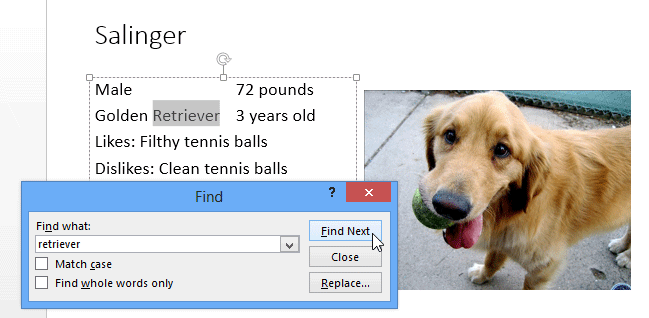 Salinger
Male 72 pounds
Golden Retriever 3 years old
Likes: Filthy tennis balls
Dislikes: Clean tennis balls
Find
? ×
Find what:
retriever
Find Next
Match case
Close
Find whole words only
Replace...